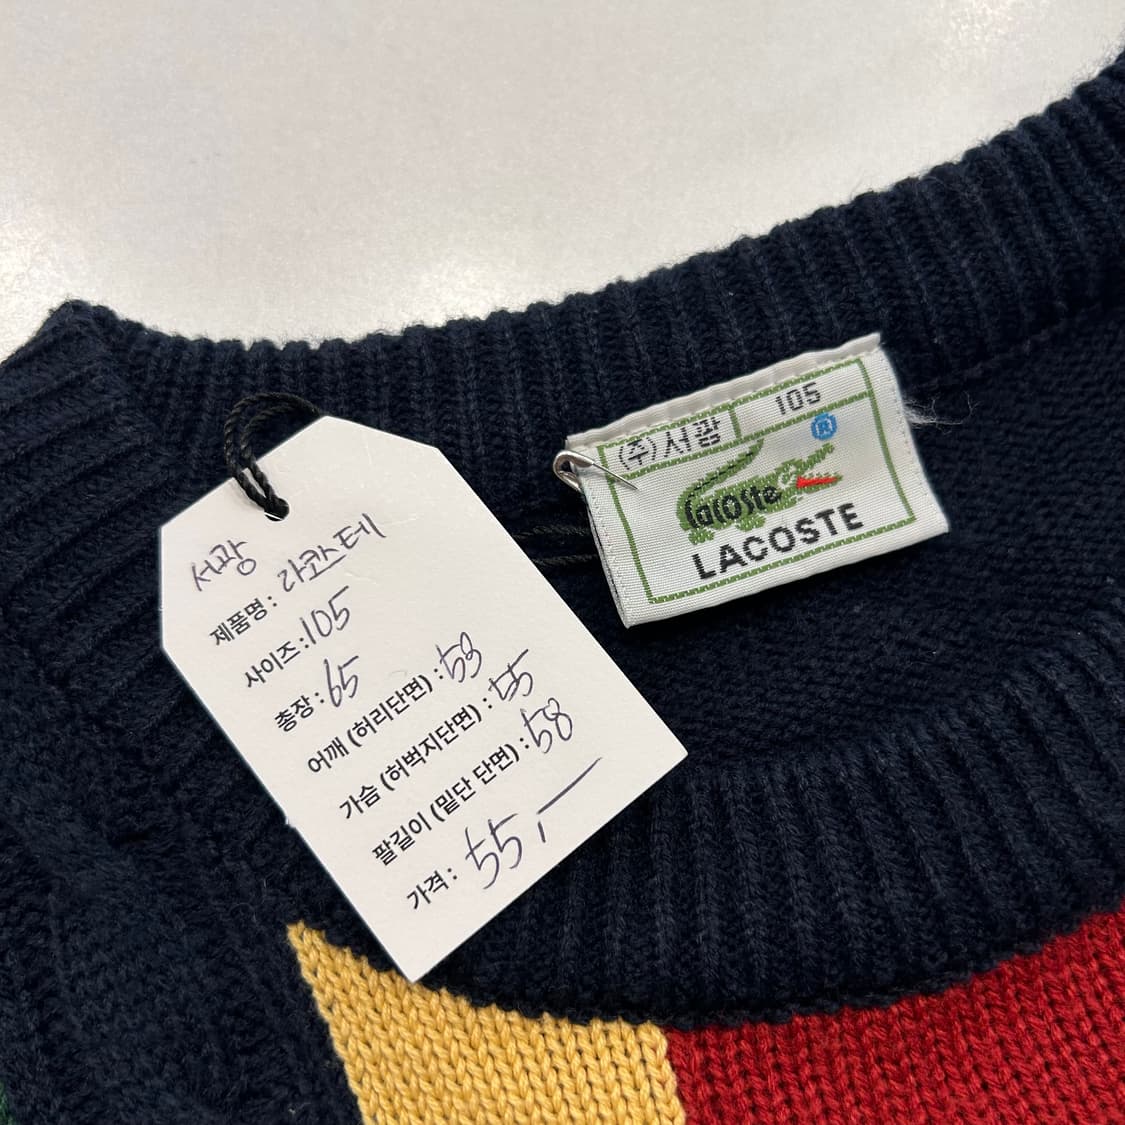 서광
제품명 : 라코스테
사이즈 : 105
총장 : 65
어깨 (허리단면) : 53
가슴 (허벅지단면) : 55
팔길이 (밑단 단면) : 58
가격 : 55,-
(주)서광 105
®
lacoste
LACOSTE